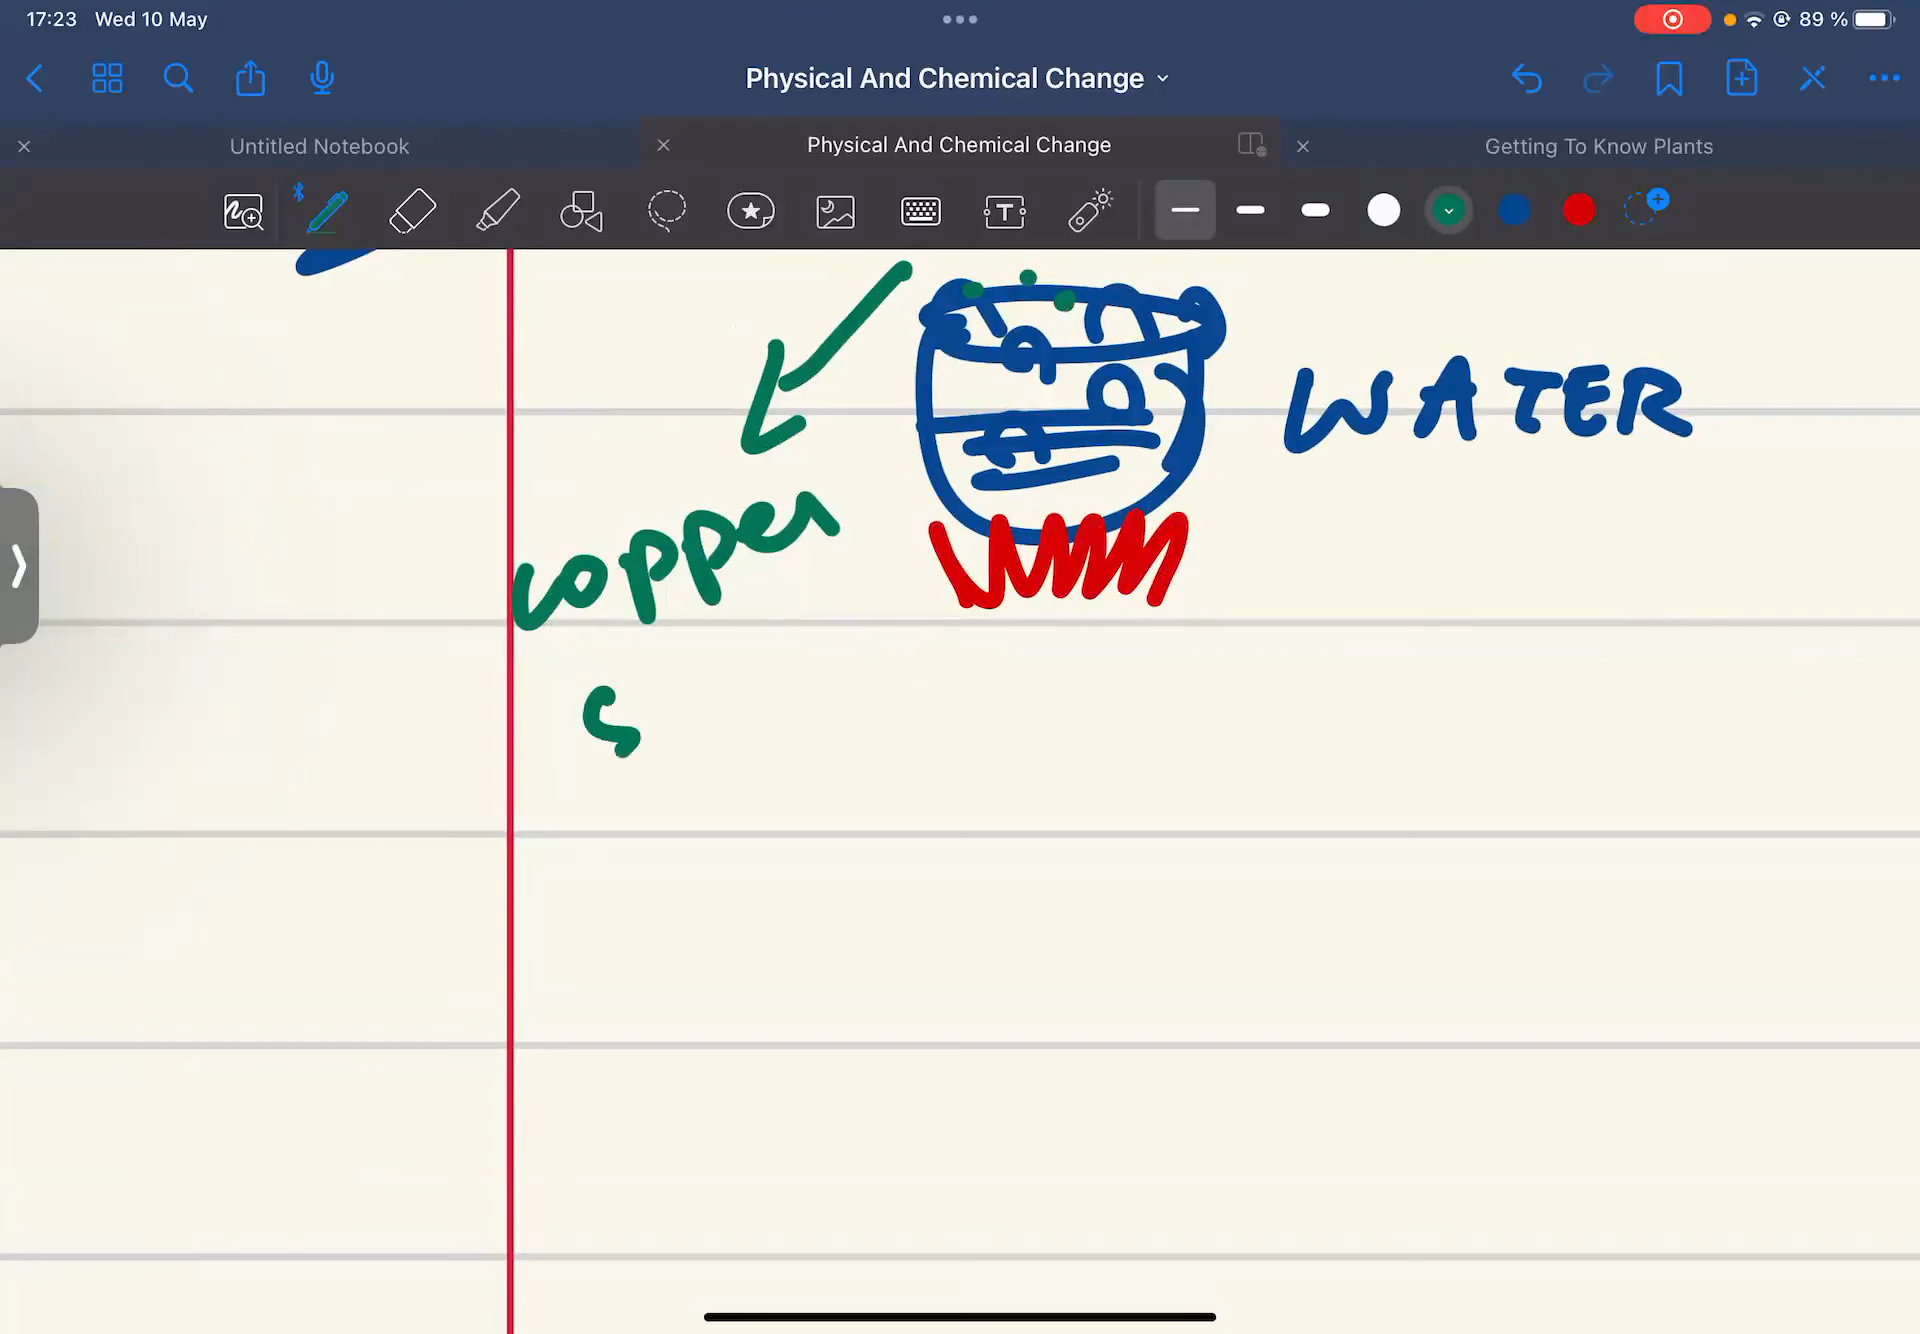 17:23 Wed 10 May
89 %
Physical And Chemical Change
Untitled Notebook
Physical And Chemical Change
Getting To Know Plants
T
WATER
copper
S